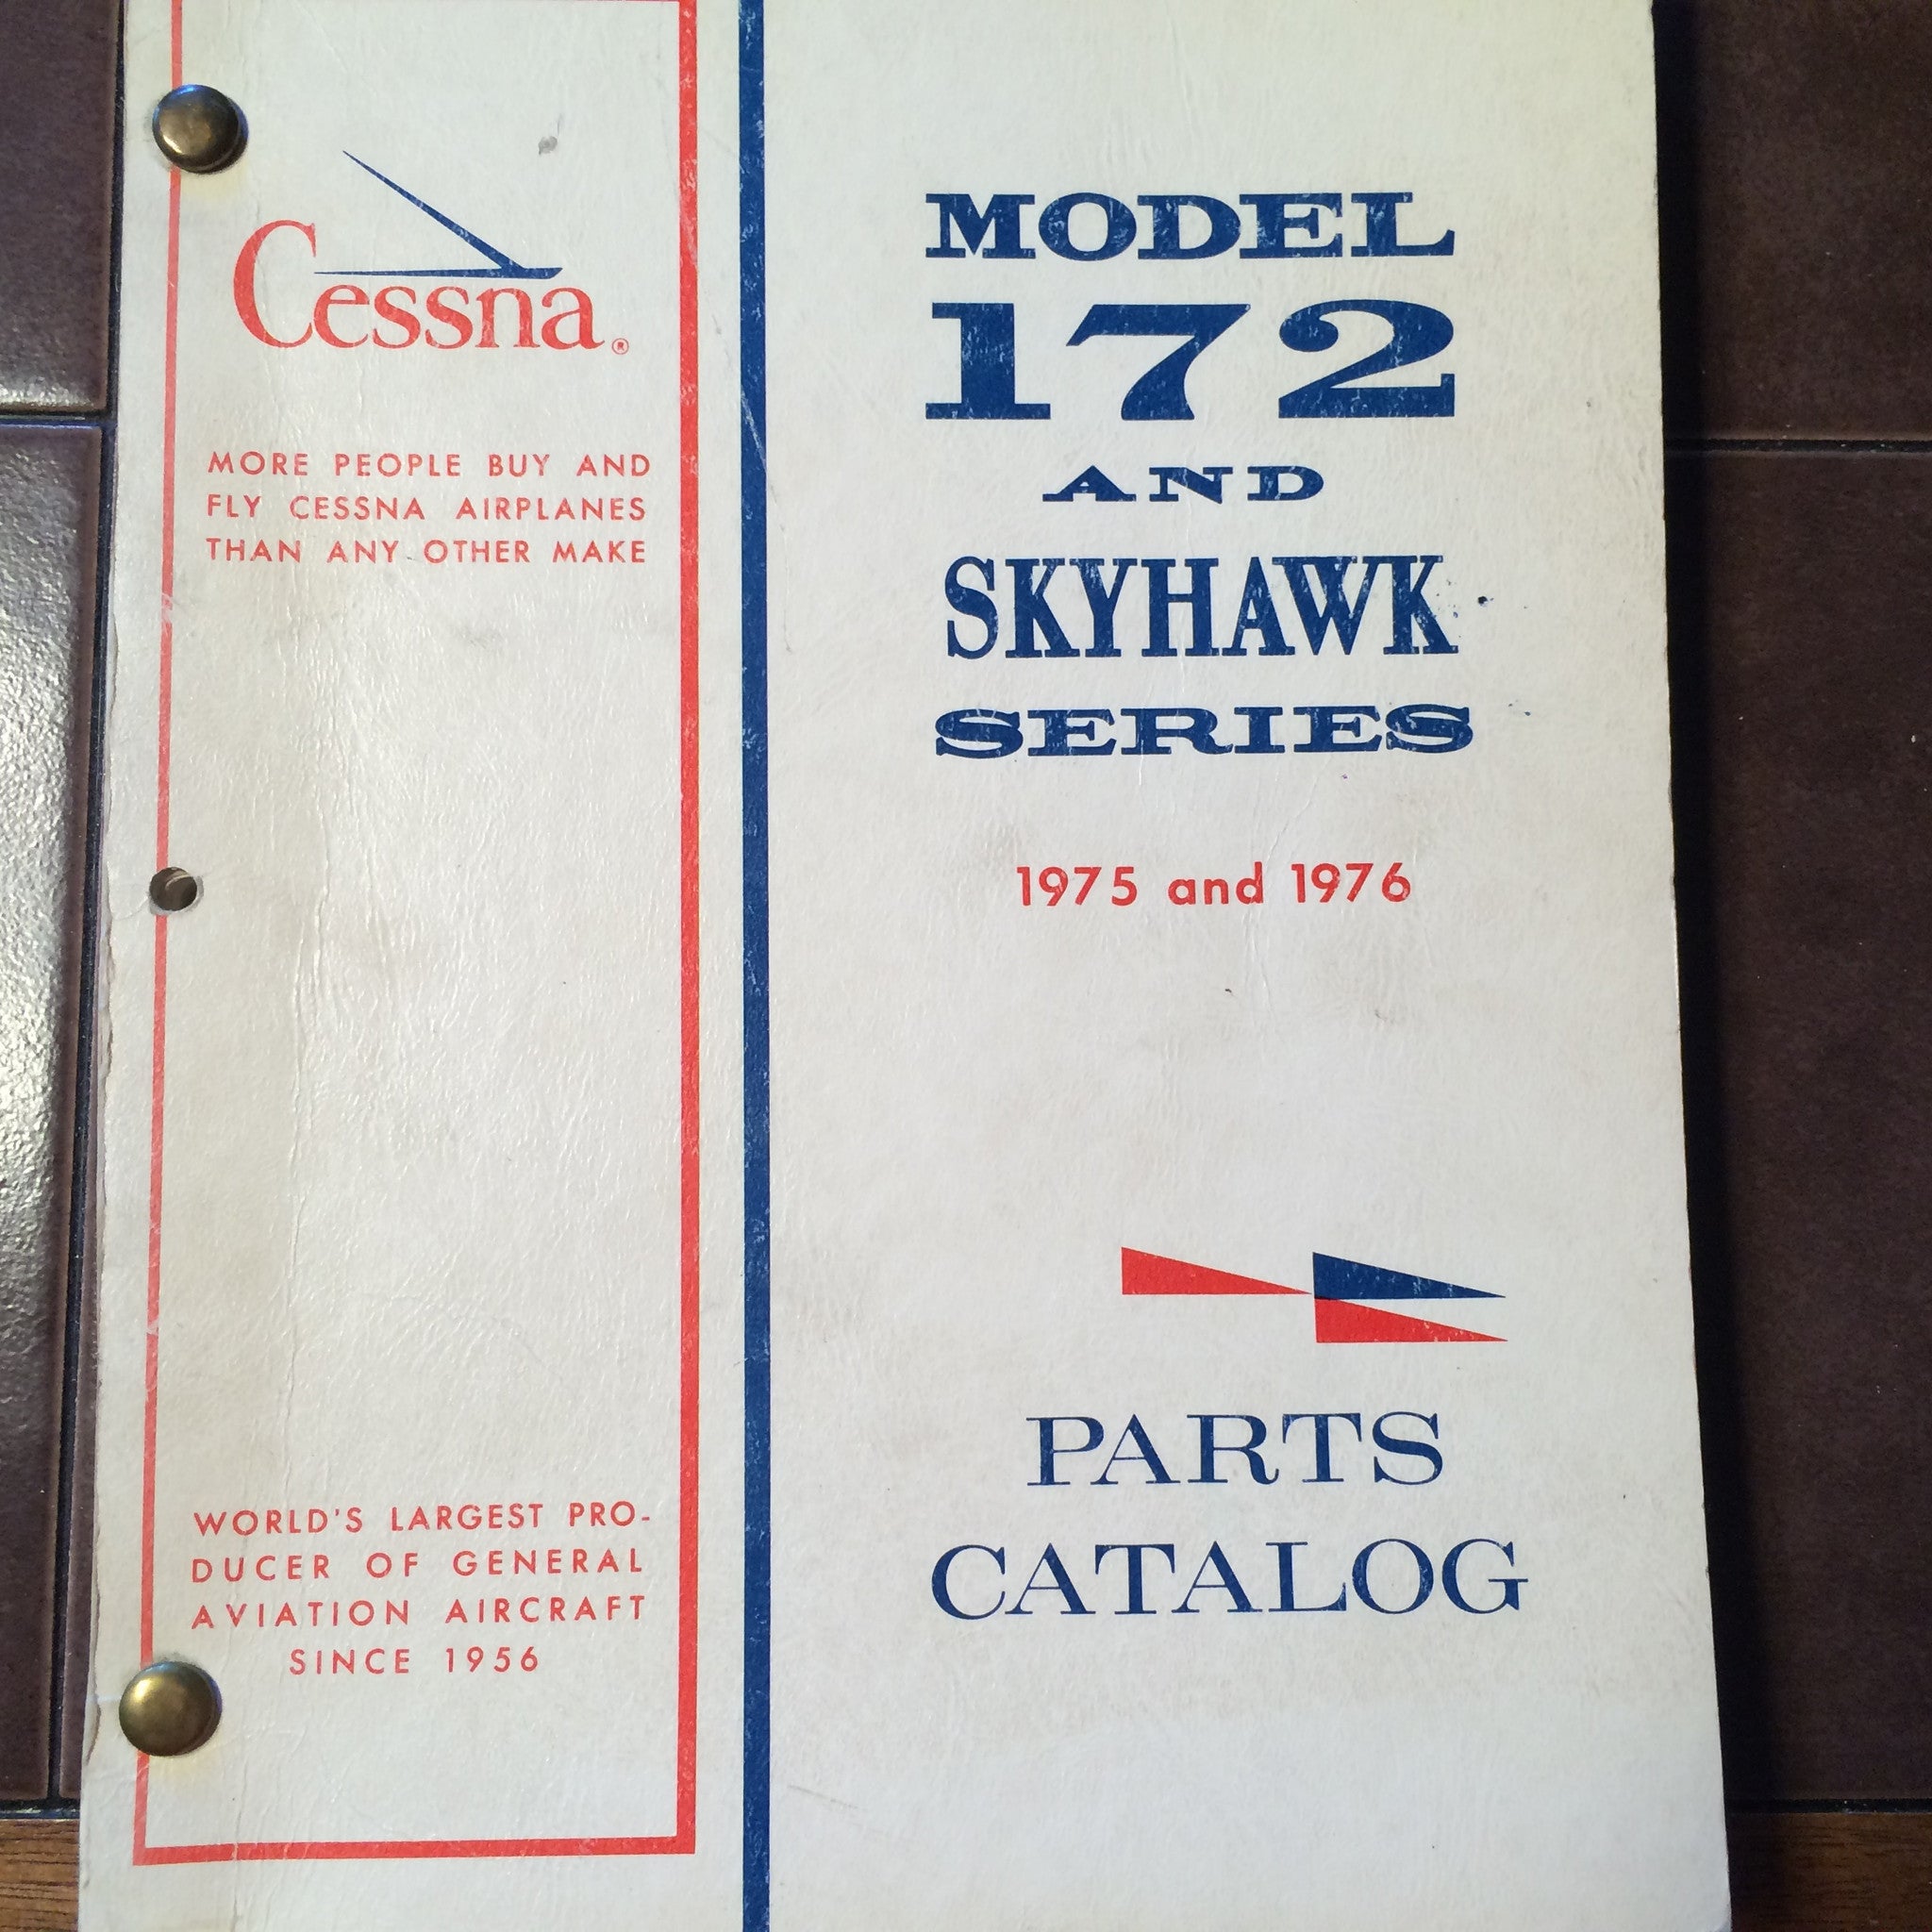 Cessna®
MORE PEOPLE BUY AND
FLY CESSNA AIRPLANES
THAN ANY OTHER MAKE
WORLD'S LARGEST PRO-
DUCER OF GENERAL
AVIATION AIRCRAFT
SINCE 1956
MODEL
172
AND
SKYHAWK
SERIES
1975 and 1976
PARTS
CATALOG